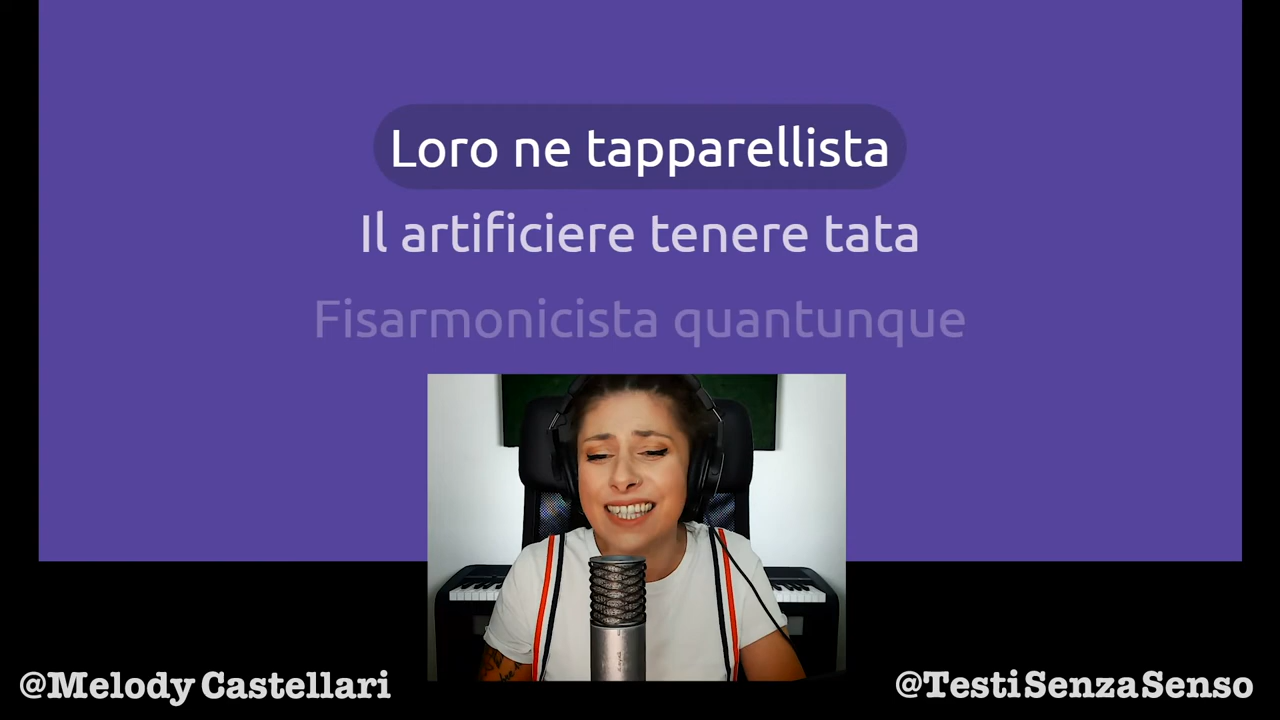 Loro ne tapparellista
Il artificiere tenere tata
Fisarmonicista quantunque
@Melody Castellari
@TestiSenzaSenso